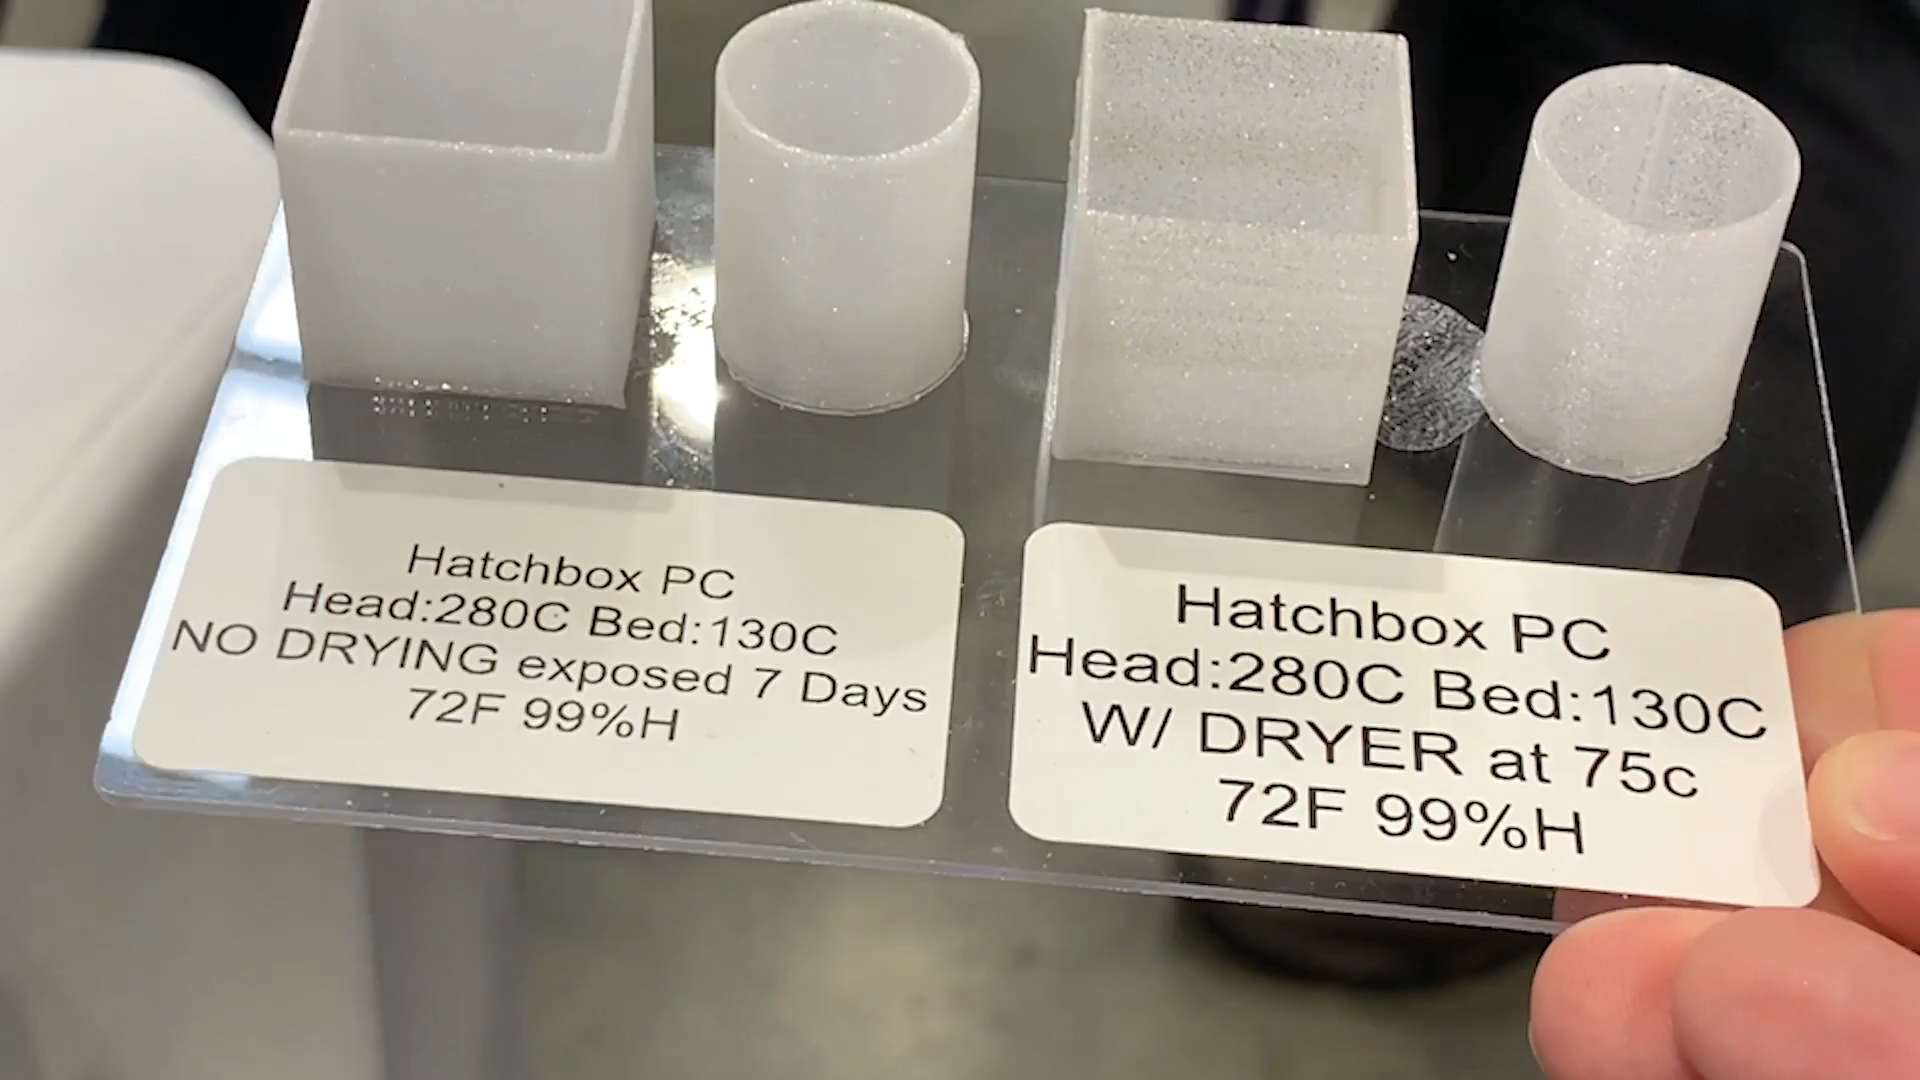 Hatchbox PC
Head:280C Bed:130C
NO DRYING exposed 7 Days
72F 99%H
Hatchbox PC
Head:280C Bed:130C
W/ DRYER at 75c
72F 99%H